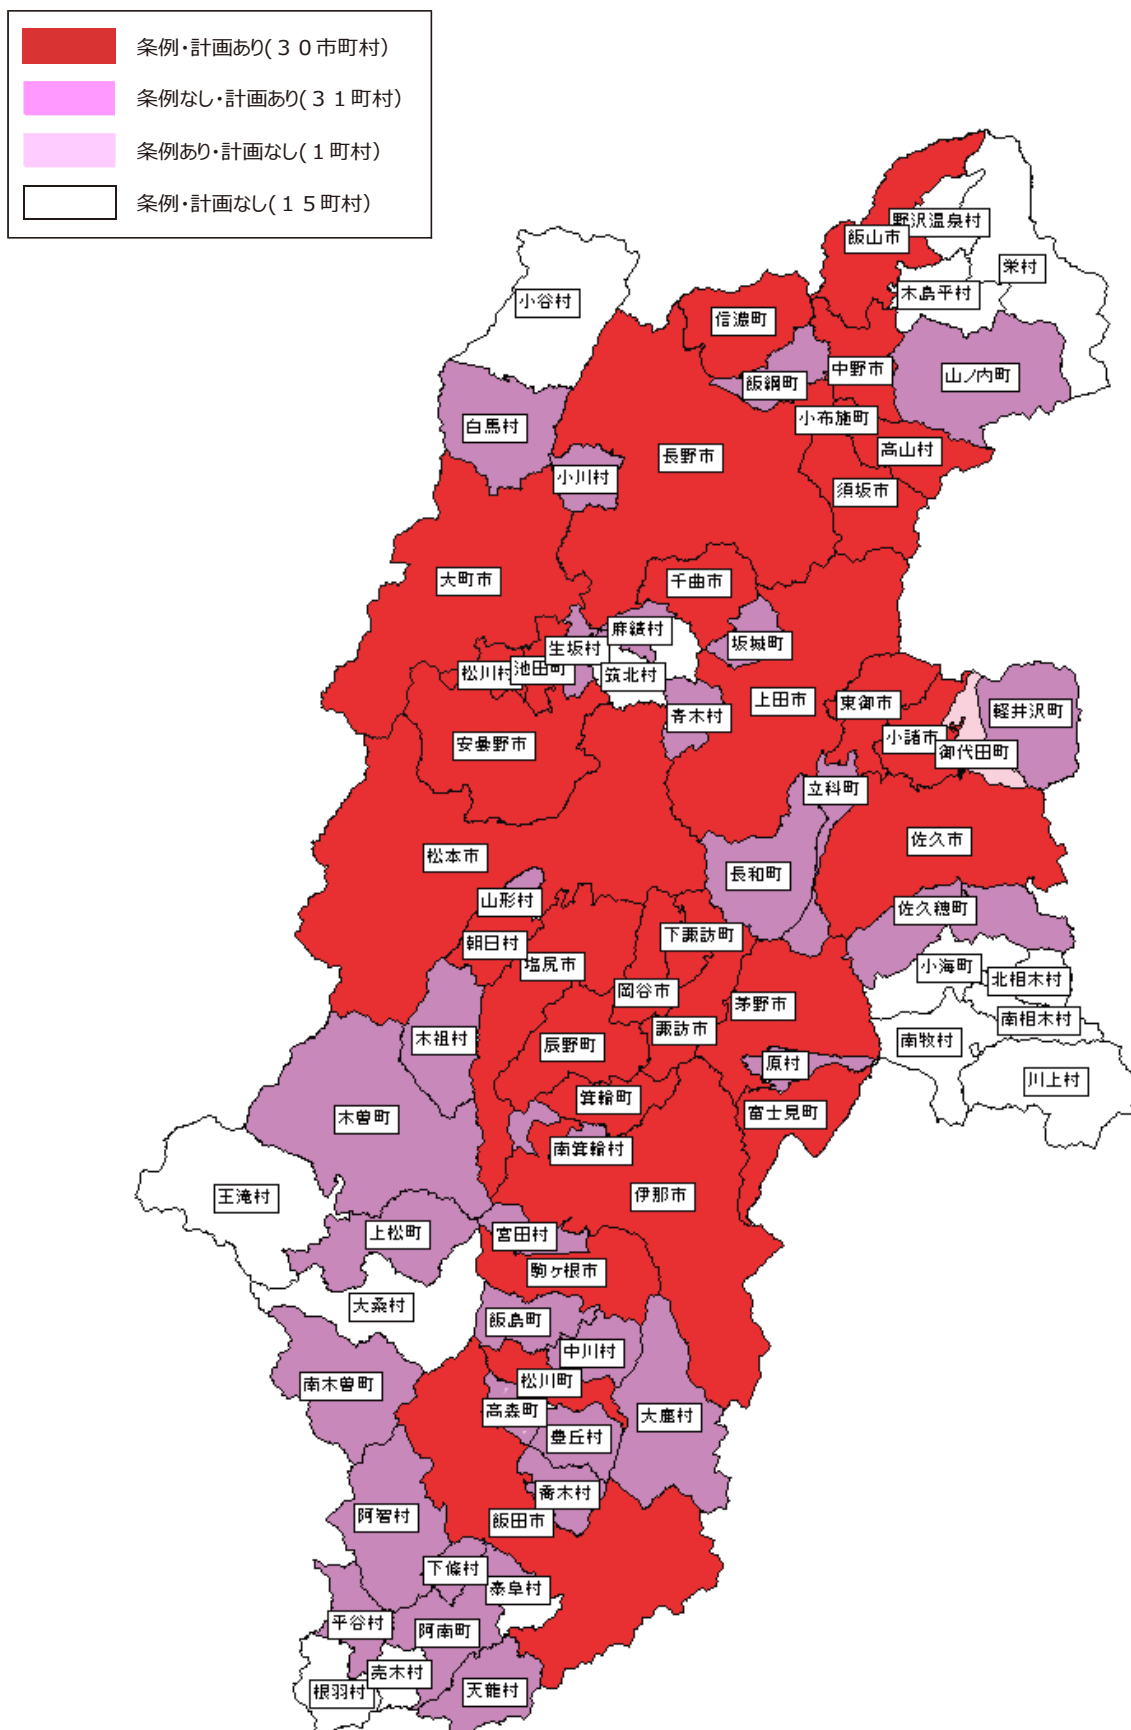 条例・計画あり(３０市町村)
条例なし・計画あり(３１町村)
条例あり・計画なし(１町村)
条例・計画なし(１５町村)
野沢温泉村
飯山市
栄村
木島平村
小谷村
信濃町
中野市
山ノ内町
飯綱町
小布施町
白馬村
高山村
長野市
小川村
須坂市
大町市
千曲市
麻績村
坂城町
生坂村
池田町
松川村
筑北村
上田市
東御市
軽井沢町
青木村
安曇野市
小諸市
御代田町
立科町
佐久市
松本市
長和町
山形村
佐久穂町
下諏訪町
朝日村
塩尻市
小海町
北相木村
岡谷市
茅野市
南相木村
諏訪市
木祖村
辰野町
南牧村
原村
川上村
箕輪町
富士見町
木曽町
南箕輪村
王滝村
伊那市
上松町
宮田村
駒ヶ根市
大桑村
飯島町
中川村
南木曽町
松川町
高森町
大鹿村
豊丘村
喬木村
阿智村
飯田市
下條村
泰阜村
平谷村
阿南町
売木村
根羽村
天龍村